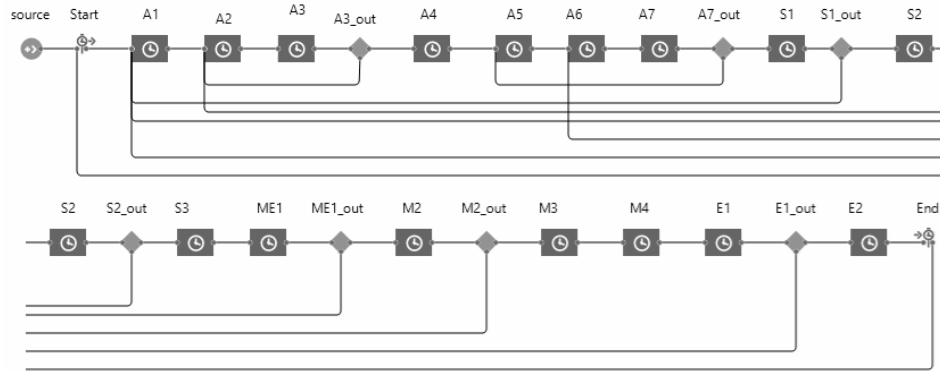 source Start A1 A2 A3 A3_out A4 A5 A6 A7 A7_out S1 S1_out S2
S2 S2_out S3 ME1 ME1_out M2 M2_out M3 M4 E1 E1_out E2 End